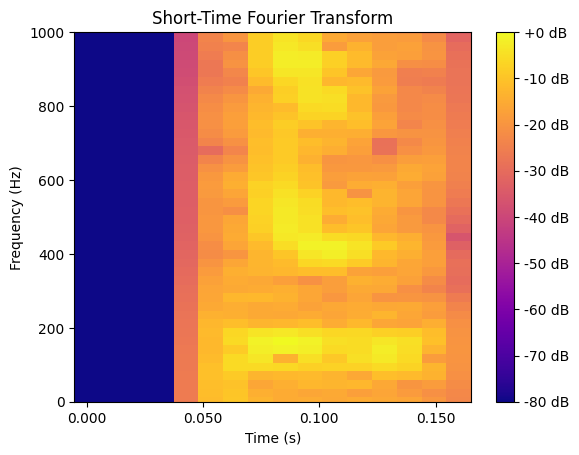 Short-Time Fourier Transform
Frequency (Hz)
1000
800
600
400
200
0
0.000 0.050 0.100 0.150
Time (s)
+0 dB
-10 dB
-20 dB
-30 dB
-40 dB
-50 dB
-60 dB
-70 dB
-80 dB